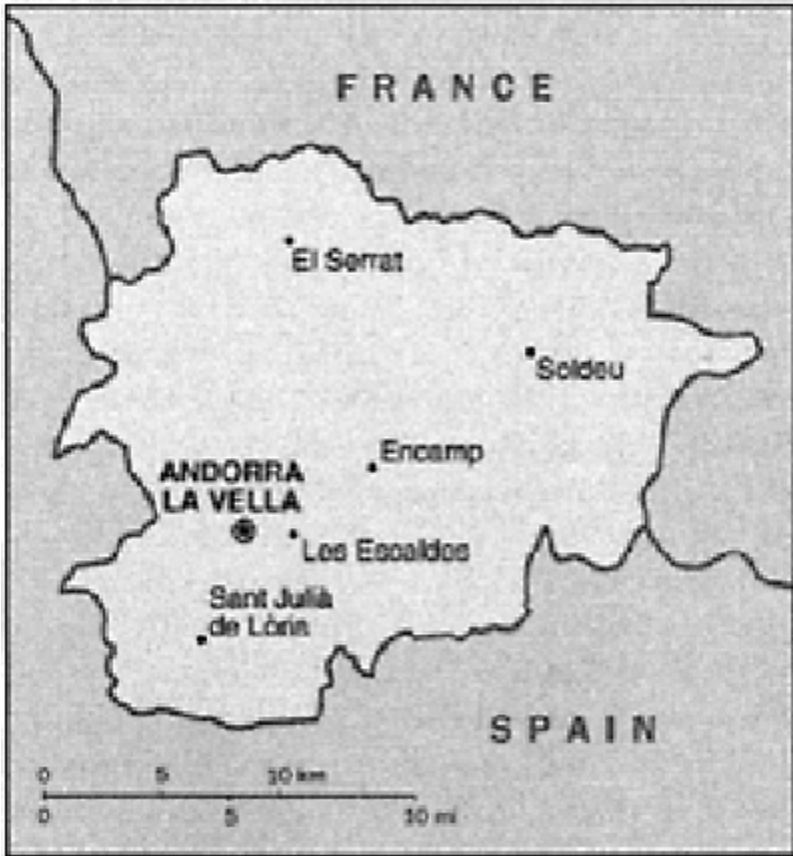 FRANCE
El Serrat
Soldeu
Encamp
ANDORRA
LA VELLA
Les Escaldes
Sant Julià
de Lòria
SPAIN
0 5 10 km
0 5 10 mi